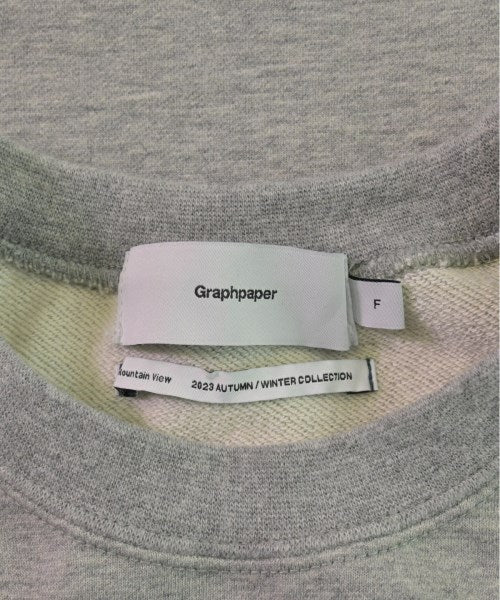 Graphpaper
F
Mountain View 2023 AUTUMN / WINTER COLLECTION